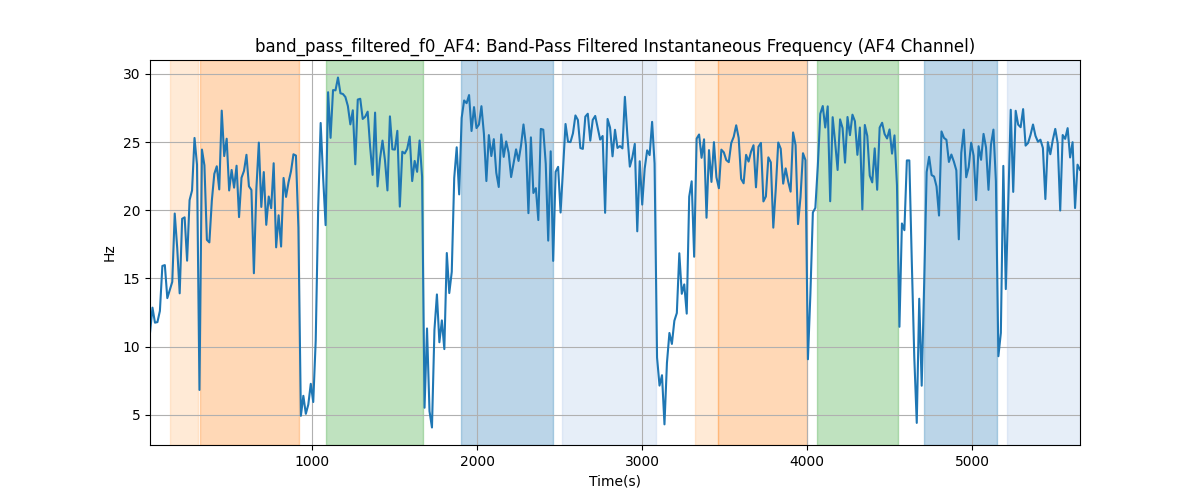 band_pass_filtered_f0_AF4: Band-Pass Filtered Instantaneous Frequency (AF4 Channel)
30
25
20
15
10
5
Hz
1000 2000 3000 4000 5000
Time(s)